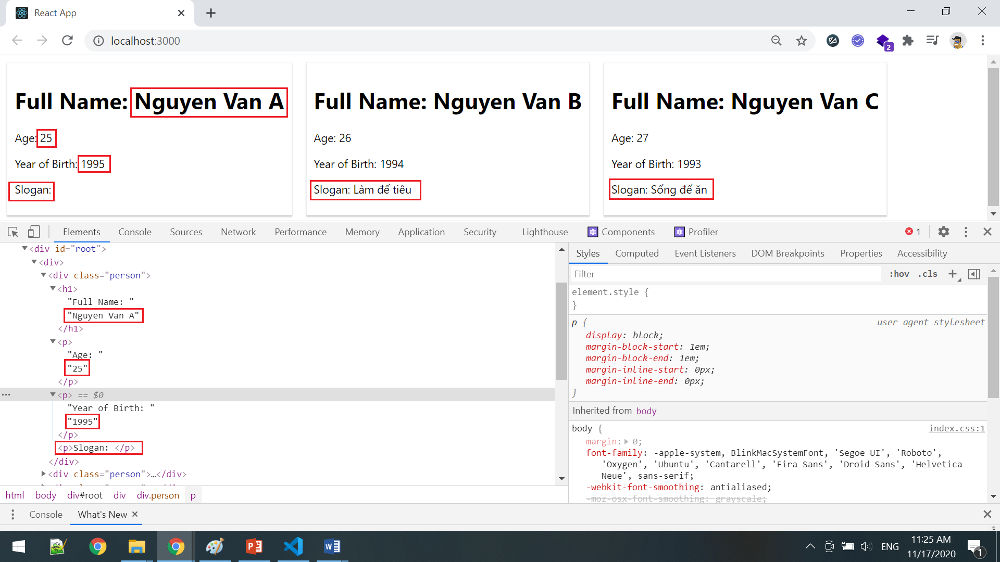 React App
localhost:3000
2
Full Name: Nguyen Van A
Age: 25
Year of Birth: 1995
Slogan:
Full Name: Nguyen Van B
Age: 26
Year of Birth: 1994
Slogan: Làm để tiêu
Full Name: Nguyen Van C
Age: 27
Year of Birth: 1993
Slogan: Sống để ăn
Elements Console Sources Network Performance Memory Application Security Lighthouse Components Profiler 1
<div id="root">
<div>
<div class="person">
<h1>
"Full Name: "
"Nguyen Van A"
</h1>
<p>
"Age: "
"25"
</p>
... <p> == $0
"Year of Birth: "
"1995"
</p>
<p>Slogan: </p>
</div>
<div class="person">…</div>
html body div#root div div.person p
Styles Computed Event Listeners DOM Breakpoints Properties Accessibility
Filter :hov .cls
element.style {
}
p { user agent stylesheet
display: block;
margin-block-start: 1em;
margin-block-end: 1em;
margin-inline-start: 0px;
margin-inline-end: 0px;
}
Inherited from body
body { index.css:1
margin: 0;
font-family: -apple-system, BlinkMacSystemFont, 'Segoe UI', 'Roboto',
'Oxygen', 'Ubuntu', 'Cantarell', 'Fira Sans', 'Droid Sans', 'Helvetica
Neue', sans-serif;
-webkit-font-smoothing: antialiased;
-moz-osx-font-smoothing: grayscale;
Console What's New
ENG
11:25 AM
11/17/2020
1